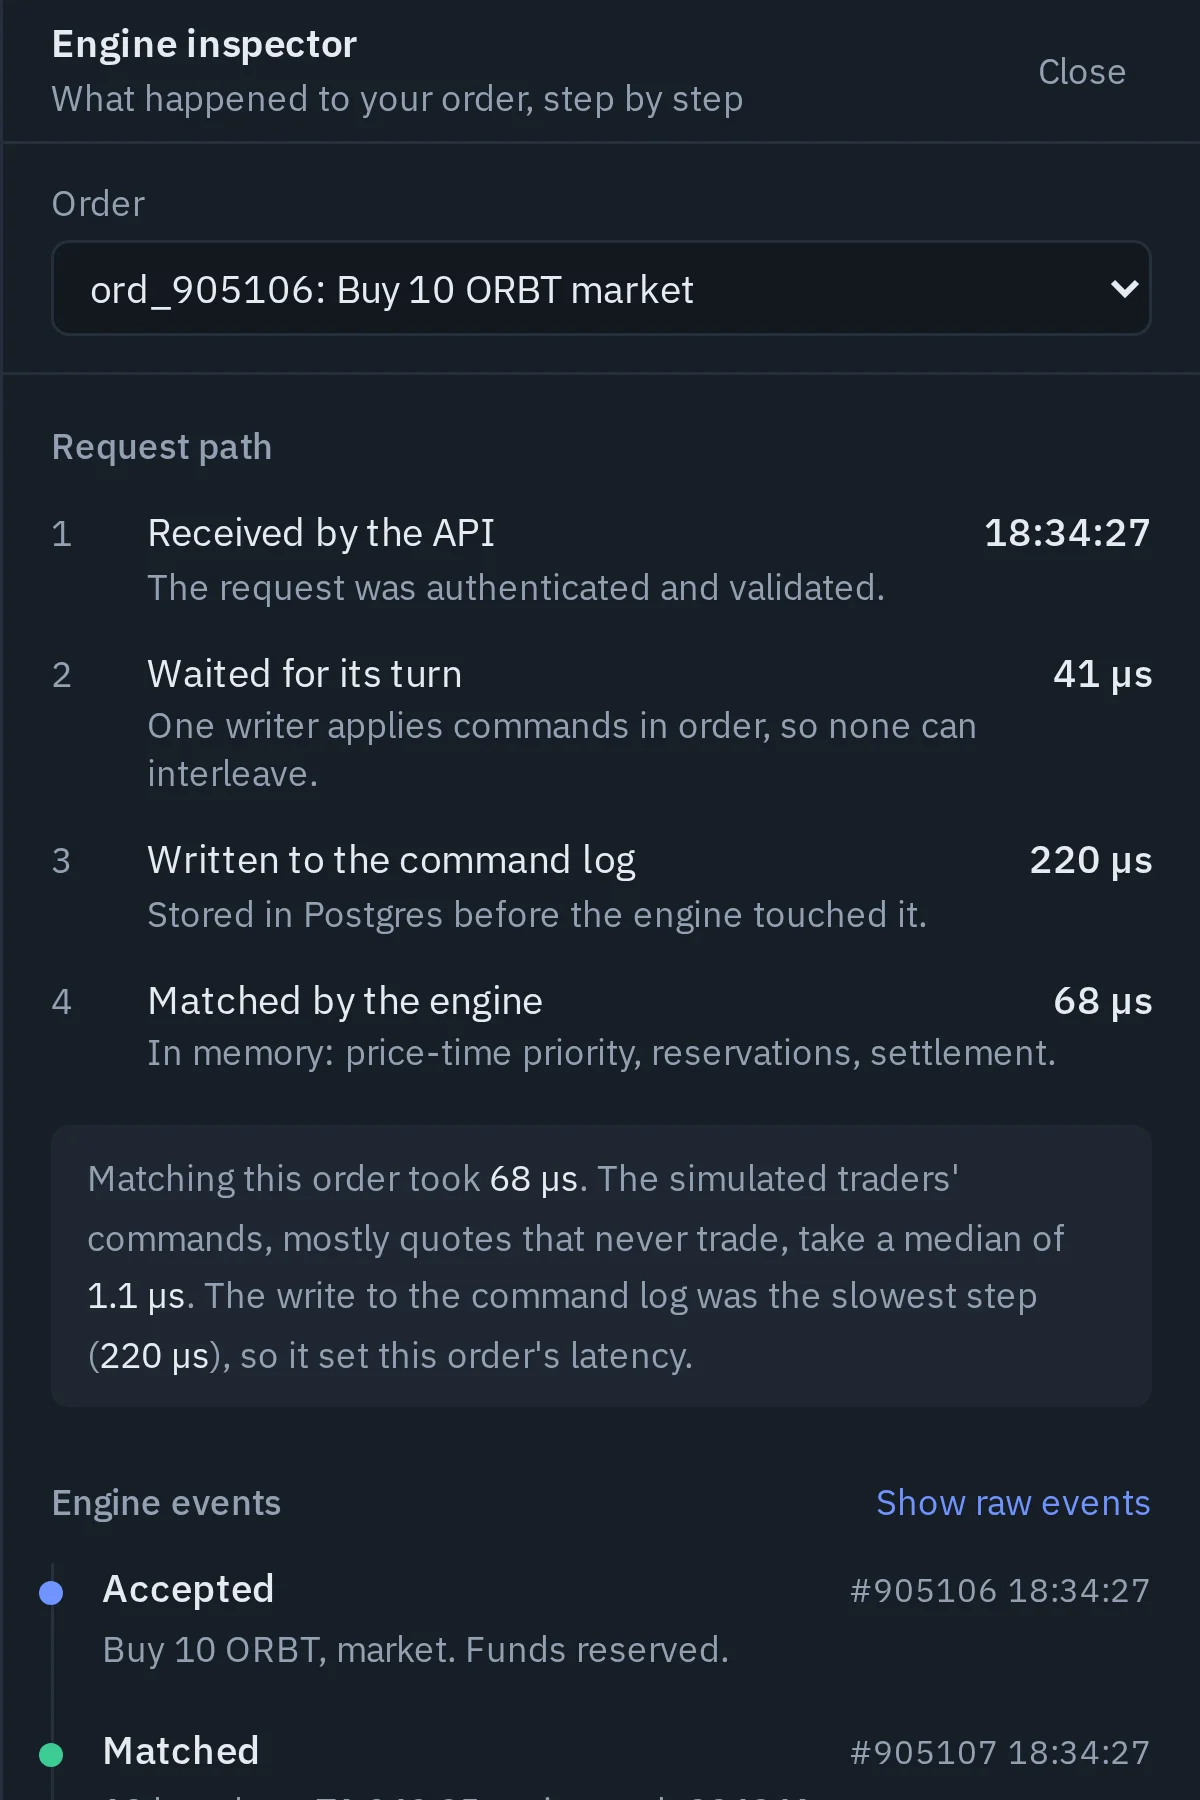 Engine inspector
Close
What happened to your order, step by step
Order
ord_905106: Buy 10 ORBT market
Request path
1 Received by the API 18:34:27
The request was authenticated and validated.
2 Waited for its turn 41 µs
One writer applies commands in order, so none can
interleave.
3 Written to the command log 220 µs
Stored in Postgres before the engine touched it.
4 Matched by the engine 68 µs
In memory: price-time priority, reservations, settlement.
Matching this order took 68 µs. The simulated traders'
commands, mostly quotes that never trade, take a median of
1.1 µs. The write to the command log was the slowest step
(220 µs), so it set this order's latency.
Engine events Show raw events
Accepted #905106 18:34:27
Buy 10 ORBT, market. Funds reserved.
Matched #905107 18:34:27